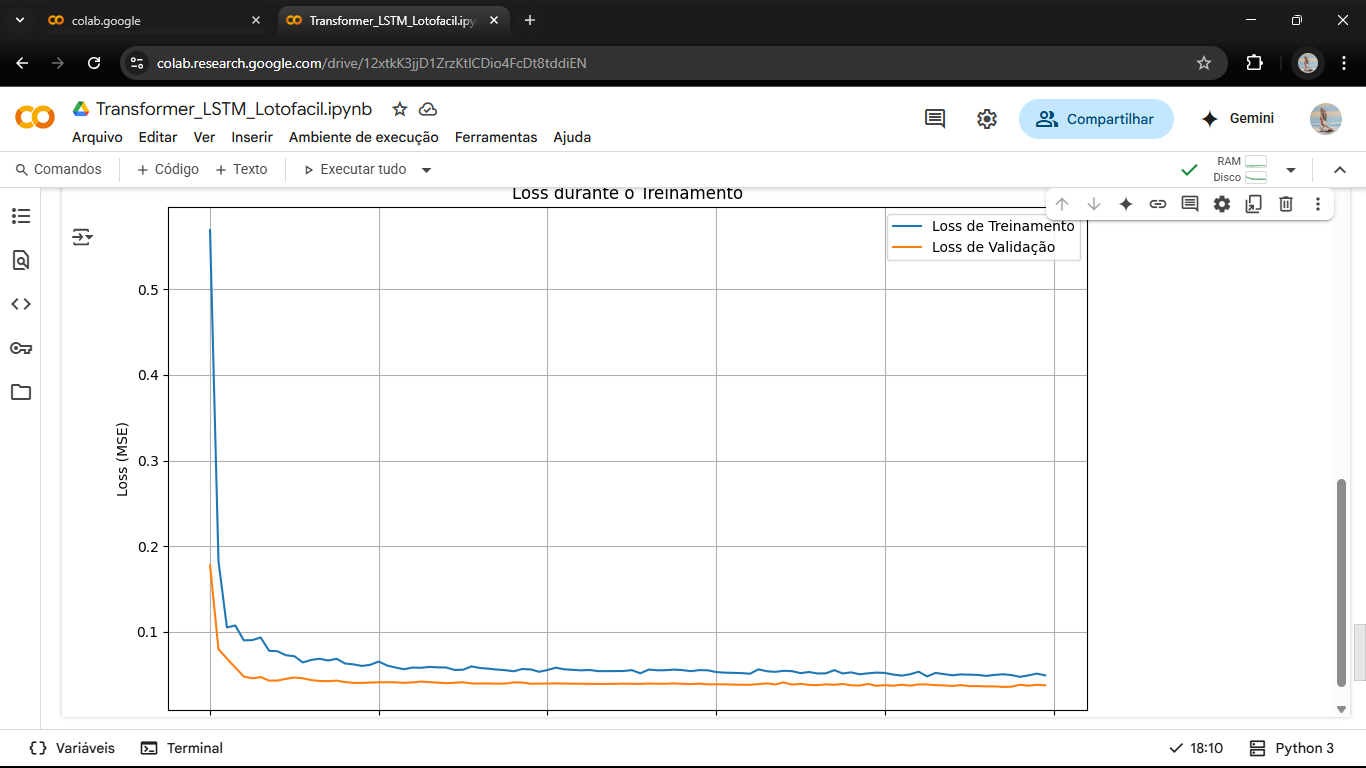 colab.google
Transformer_LSTM_Lotofacil.ipy
colab.research.google.com/drive/12xtkK3jjD1ZrzKtlCDio4FcDt8tddiEN
Transformer_LSTM_Lotofacil.ipynb
Compartilhar
Gemini
Arquivo Editar Ver Inserir Ambiente de execução Ferramentas Ajuda
Comandos + Código + Texto Executar tudo
RAM
Disco
Loss durante o Treinamento
Loss de Treinamento
Loss de Validação
0.5
0.4
0.3
0.2
0.1
Loss (MSE)
Variáveis Terminal
18:10 Python 3